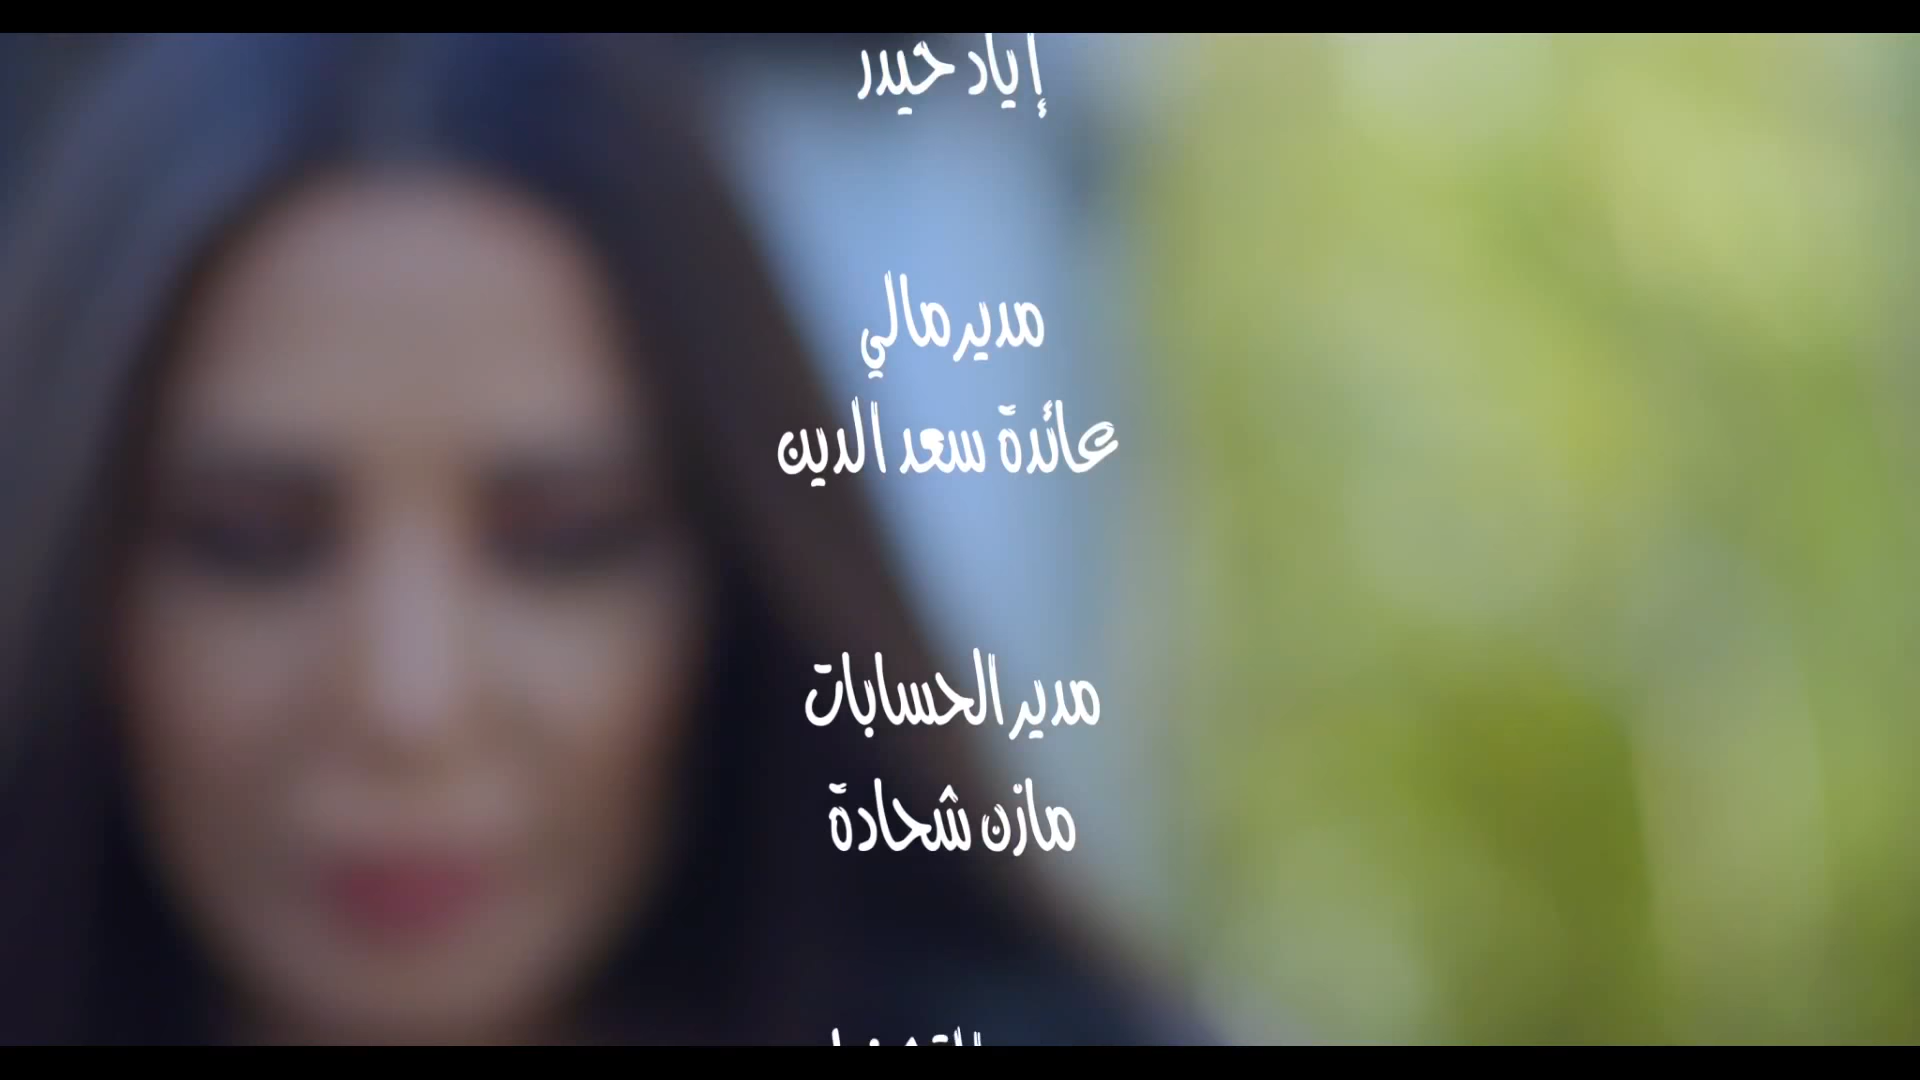 إياد حيدر
مدير مالي
عائدة سعد الدين
مدير الحسابات
مازن شحادة